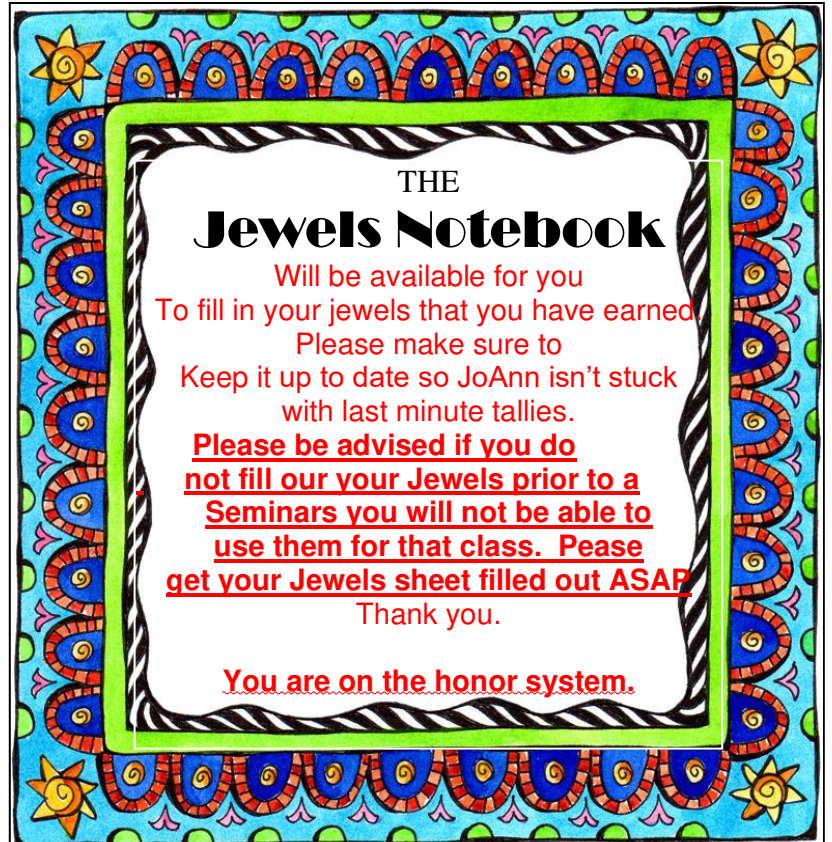 THE
Jewels Notebook
Will be available for you
To fill in your jewels that you have earned
Please make sure to
Keep it up to date so JoAnn isn’t stuck
with last minute tallies.
Please be advised if you do
not fill our your Jewels prior to a
Seminars you will not be able to
use them for that class.  Pease
get your Jewels sheet filled out ASAP
Thank you.
You are on the honor system.